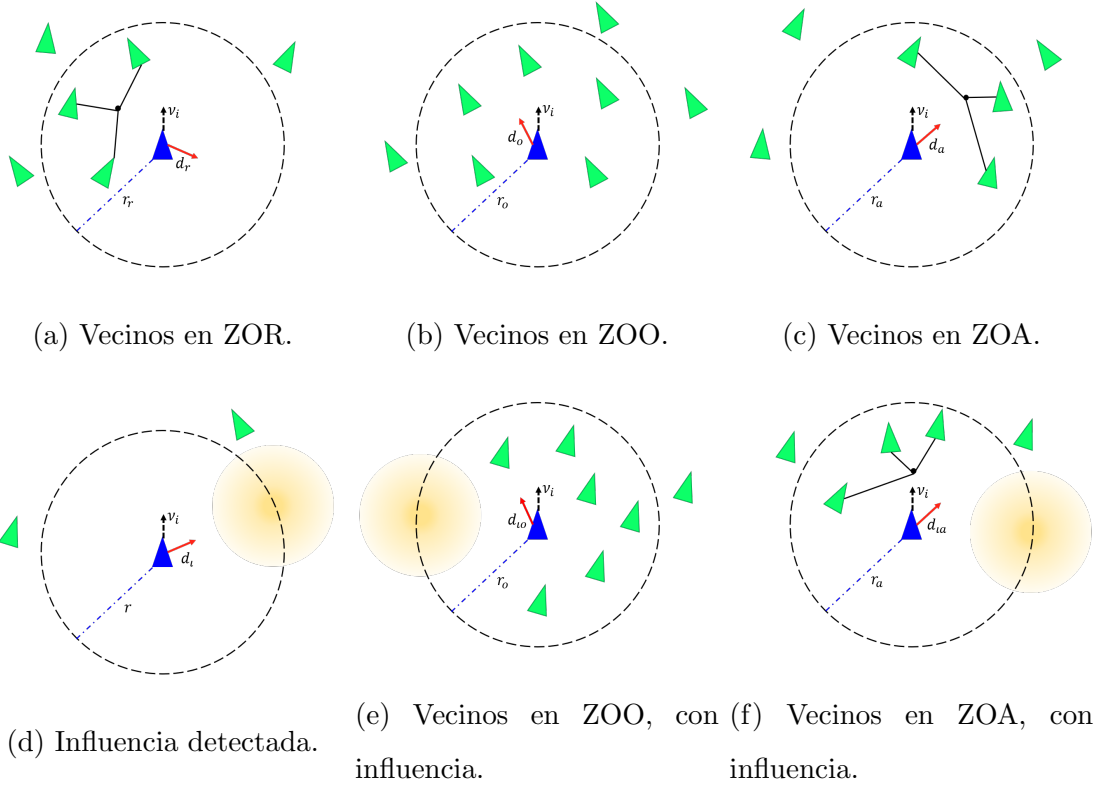 v_i
d_r
r_r
(a) Vecinos en ZOR.
v_i
d_o
r_o
(b) Vecinos en ZOO.
v_i
d_a
r_a
(c) Vecinos en ZOA.
v_i
d_ι
r
(d) Influencia detectada.
v_i
d_ιo
r_o
(e) Vecinos en ZOO, con
influencia.
v_i
d_ιa
r_a
(f) Vecinos en ZOA, con
influencia.